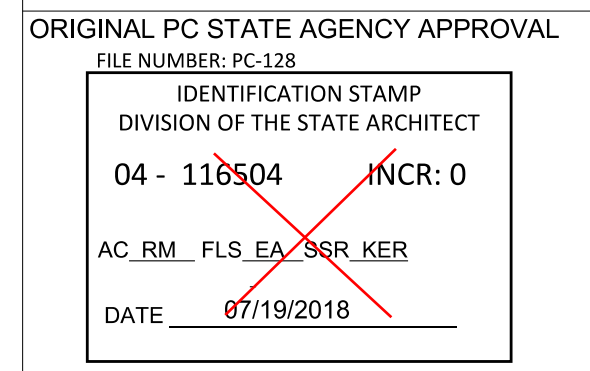 ORIGINAL PC STATE AGENCY APPROVAL
FILE NUMBER: PC-128
IDENTIFICATION STAMP
DIVISION OF THE STATE ARCHITECT
04 - 116504 INCR: 0
AC RM FLS EA SSR KER
DATE 07/19/2018